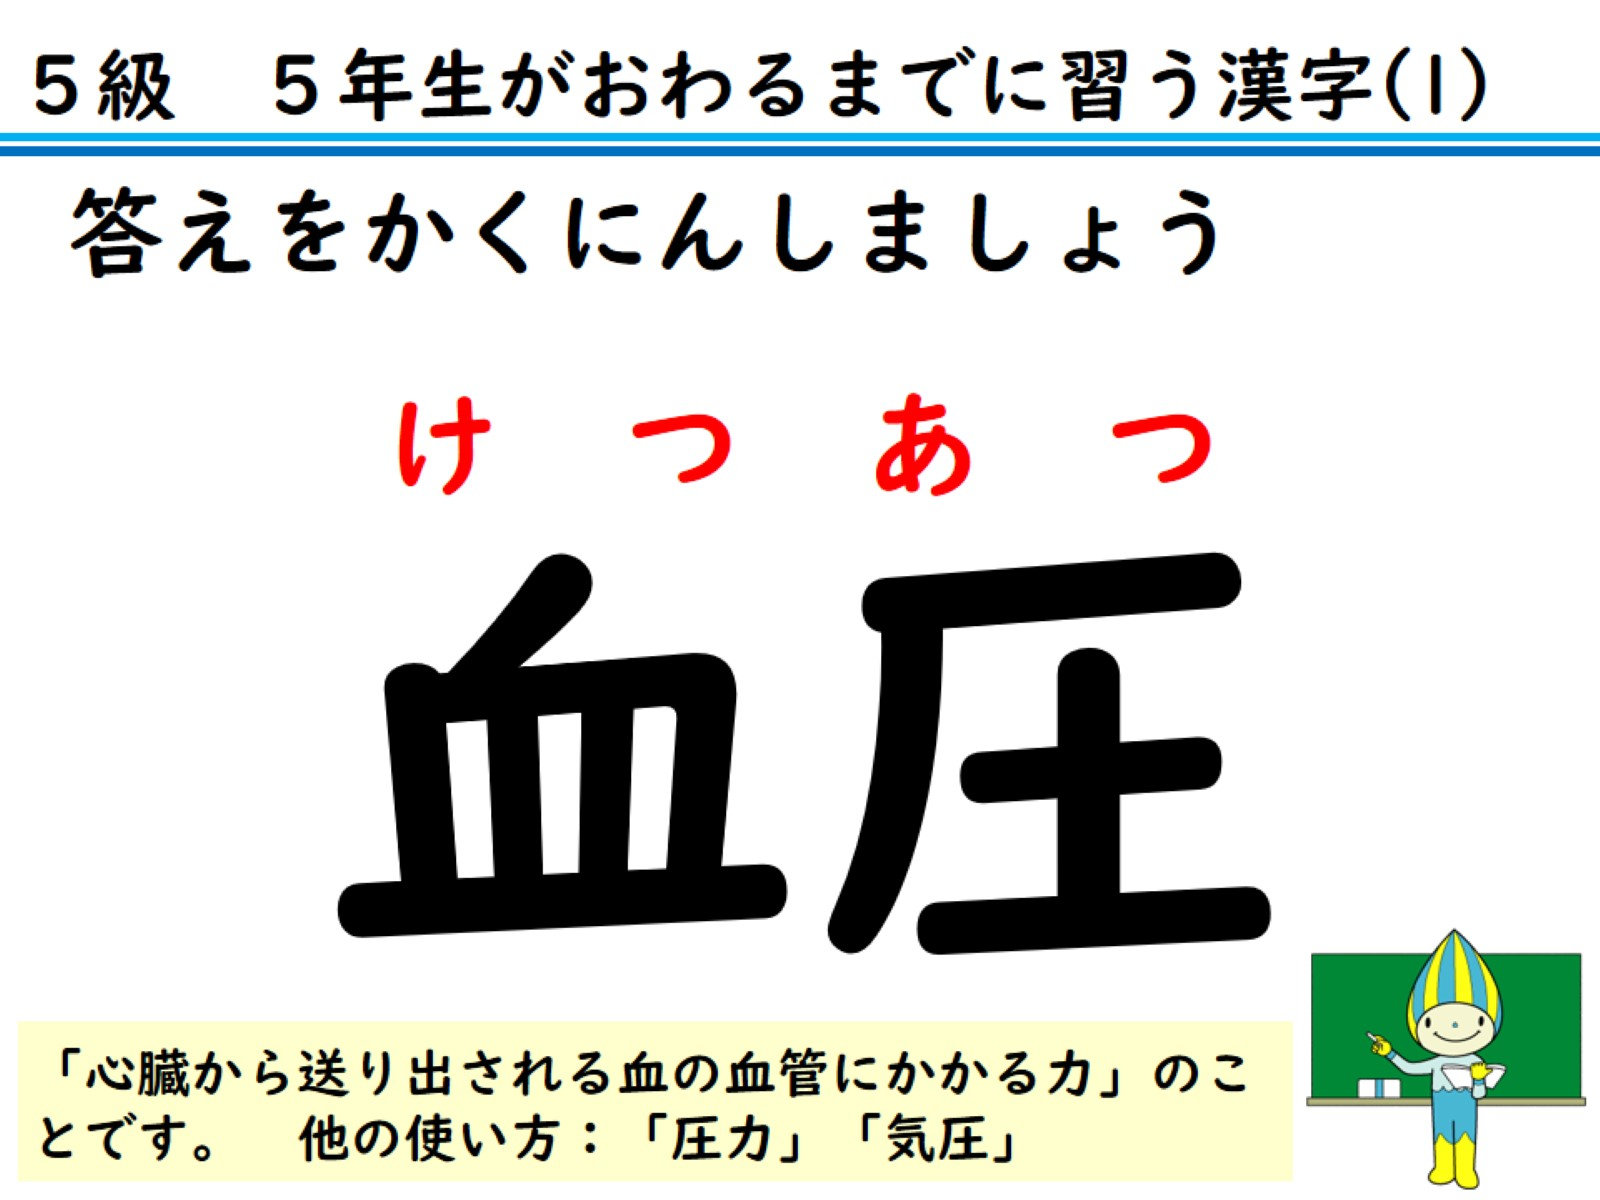 ５級　５年生がおわるまでに習う漢字(1)
答えをかくにんしましょう
けつあつ
血圧
「心臓から送り出される血の血管にかかる力」のこ
とです。　他の使い方：「圧力」「気圧」